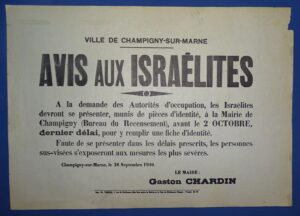 VILLE DE CHAMPIGNY-SUR-MARNE
AVIS AUX ISRAÉLITES
A la demande des Autorités d'occupation, les Israélites
devront se présenter, munis de pièces d'identité, à la Mairie de
Champigny (Bureau du Recensement), avant le 2 OCTOBRE,
dernier délai, pour y remplir une fiche d'identité.
Faute de se présenter dans les délais prescrits, les personnes
sus-visées s'exposeront aux mesures les plus sévères.
Champigny-sur-Marne, le 26 Septembre 1940.
LE MAIRE :
Gaston CHARDIN